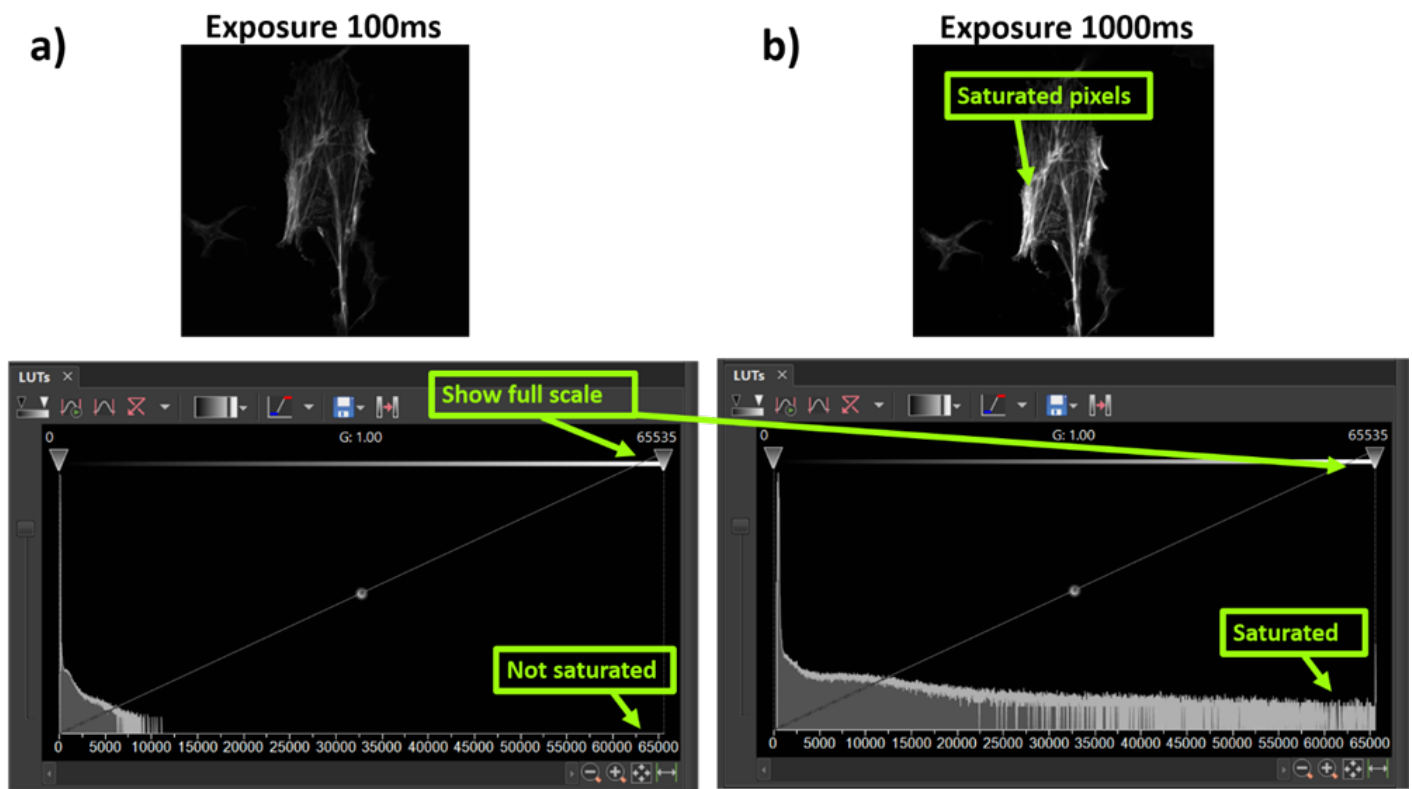 a)
Exposure 100ms
b)
Exposure 1000ms
Saturated pixels
LUTs ×
Show full scale
0 G: 1.00 65535
Not saturated
0 5000 10000 15000 20000 25000 30000 35000 40000 45000 50000 55000 60000 65000
LUTs ×
0 G: 1.00 65535
Saturated
0 5000 10000 15000 20000 25000 30000 35000 40000 45000 50000 55000 60000 65000